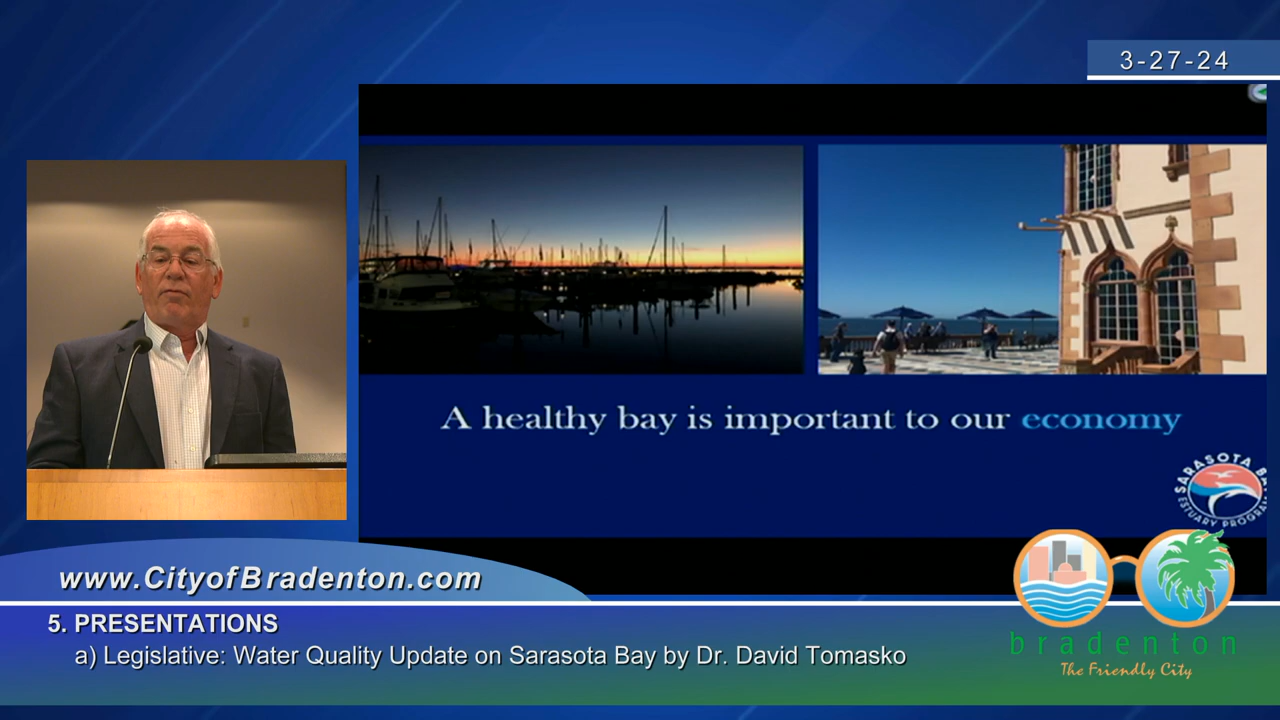 3-27-24
A healthy bay is important to our economy
SARASOTA
ESTUARY PROGRAM
www.CityofBradenton.com
5. PRESENTATIONS
a) Legislative: Water Quality Update on Sarasota Bay by Dr. David Tomasko
bradenton
The Friendly City